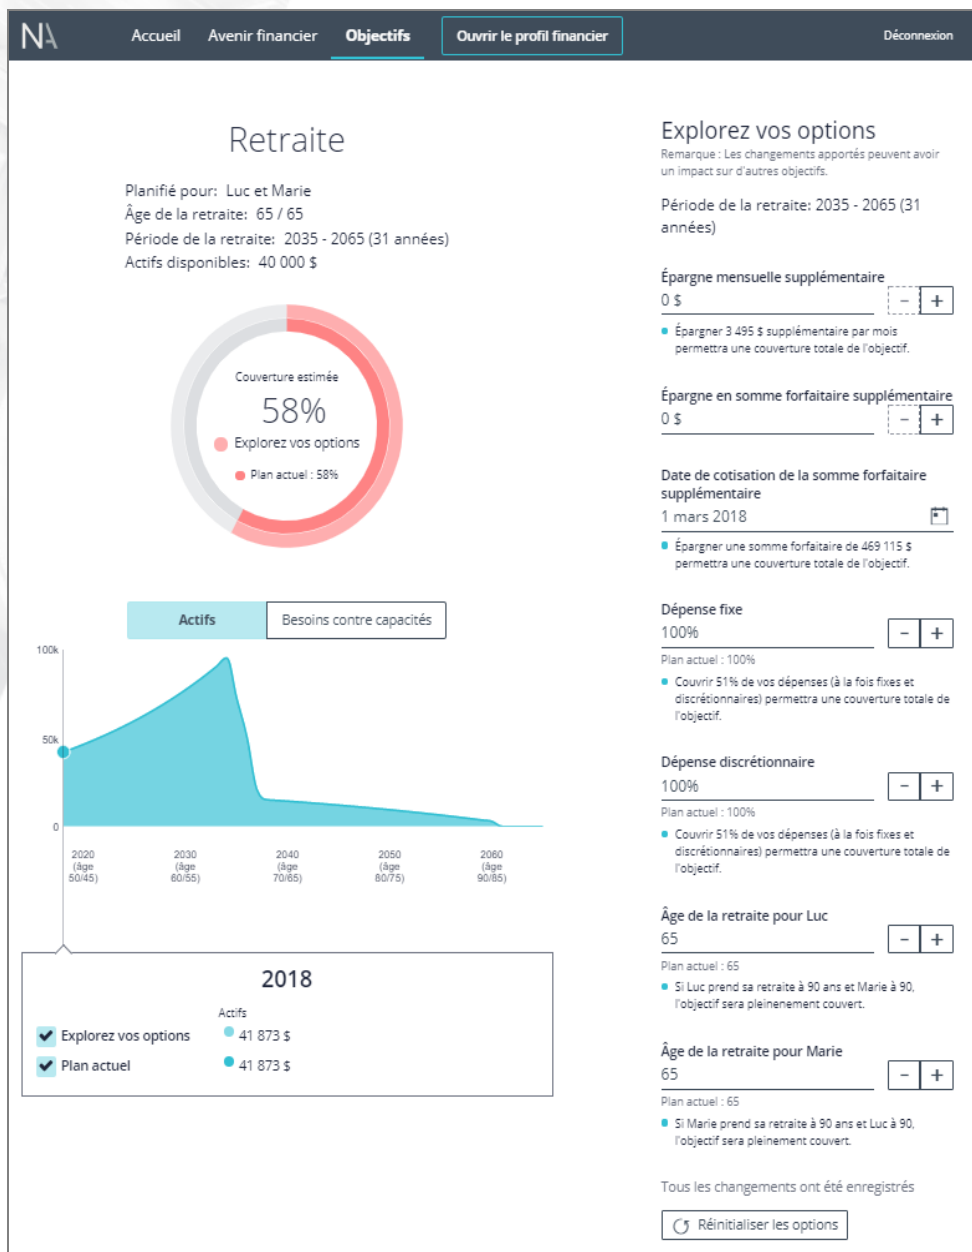 NA
Accueil
Avenir financier
Objectifs
Ouvrir le profil financier
Déconnexion
Retraite
Planifié pour: Luc et Marie
Âge de la retraite: 65 / 65
Période de la retraite: 2035 - 2065 (31 années)
Actifs disponibles: 40 000 $
Couverture estimée
58%
Explorez vos options
Plan actuel : 58%
Actifs
Besoins contre capacités
100k
50k
0
2020
(âge
50/45)
2030
(âge
60/55)
2040
(âge
70/65)
2050
(âge
80/75)
2060
(âge
90/85)
2018
Actifs
Explorez vos options
41 873 $
Plan actuel
41 873 $
Explorez vos options
Remarque : Les changements apportés peuvent avoir
un impact sur d'autres objectifs.
Période de la retraite: 2035 - 2065 (31
années)
Épargne mensuelle supplémentaire
0 $
- +
Épargner 3 495 $ supplémentaire par mois
permettra une couverture totale de l'objectif.
Épargne en somme forfaitaire supplémentaire
0 $
- +
Date de cotisation de la somme forfaitaire
supplémentaire
1 mars 2018
Épargner une somme forfaitaire de 469 115 $
permettra une couverture totale de l'objectif.
Dépense fixe
100%
- +
Plan actuel : 100%
Couvrir 51% de vos dépenses (à la fois fixes et
discrétionnaires) permettra une couverture totale de
l'objectif.
Dépense discrétionnaire
100%
- +
Plan actuel : 100%
Couvrir 51% de vos dépenses (à la fois fixes et
discrétionnaires) permettra une couverture totale de
l'objectif.
Âge de la retraite pour Luc
65
- +
Plan actuel : 65
Si Luc prend sa retraite à 90 ans et Marie à 90,
l'objectif sera pleinenement couvert.
Âge de la retraite pour Marie
65
- +
Plan actuel : 65
Si Marie prend sa retraite à 90 ans et Luc à 90,
l'objectif sera pleinement couvert.
Tous les changements ont été enregistrés
Réinitialiser les options